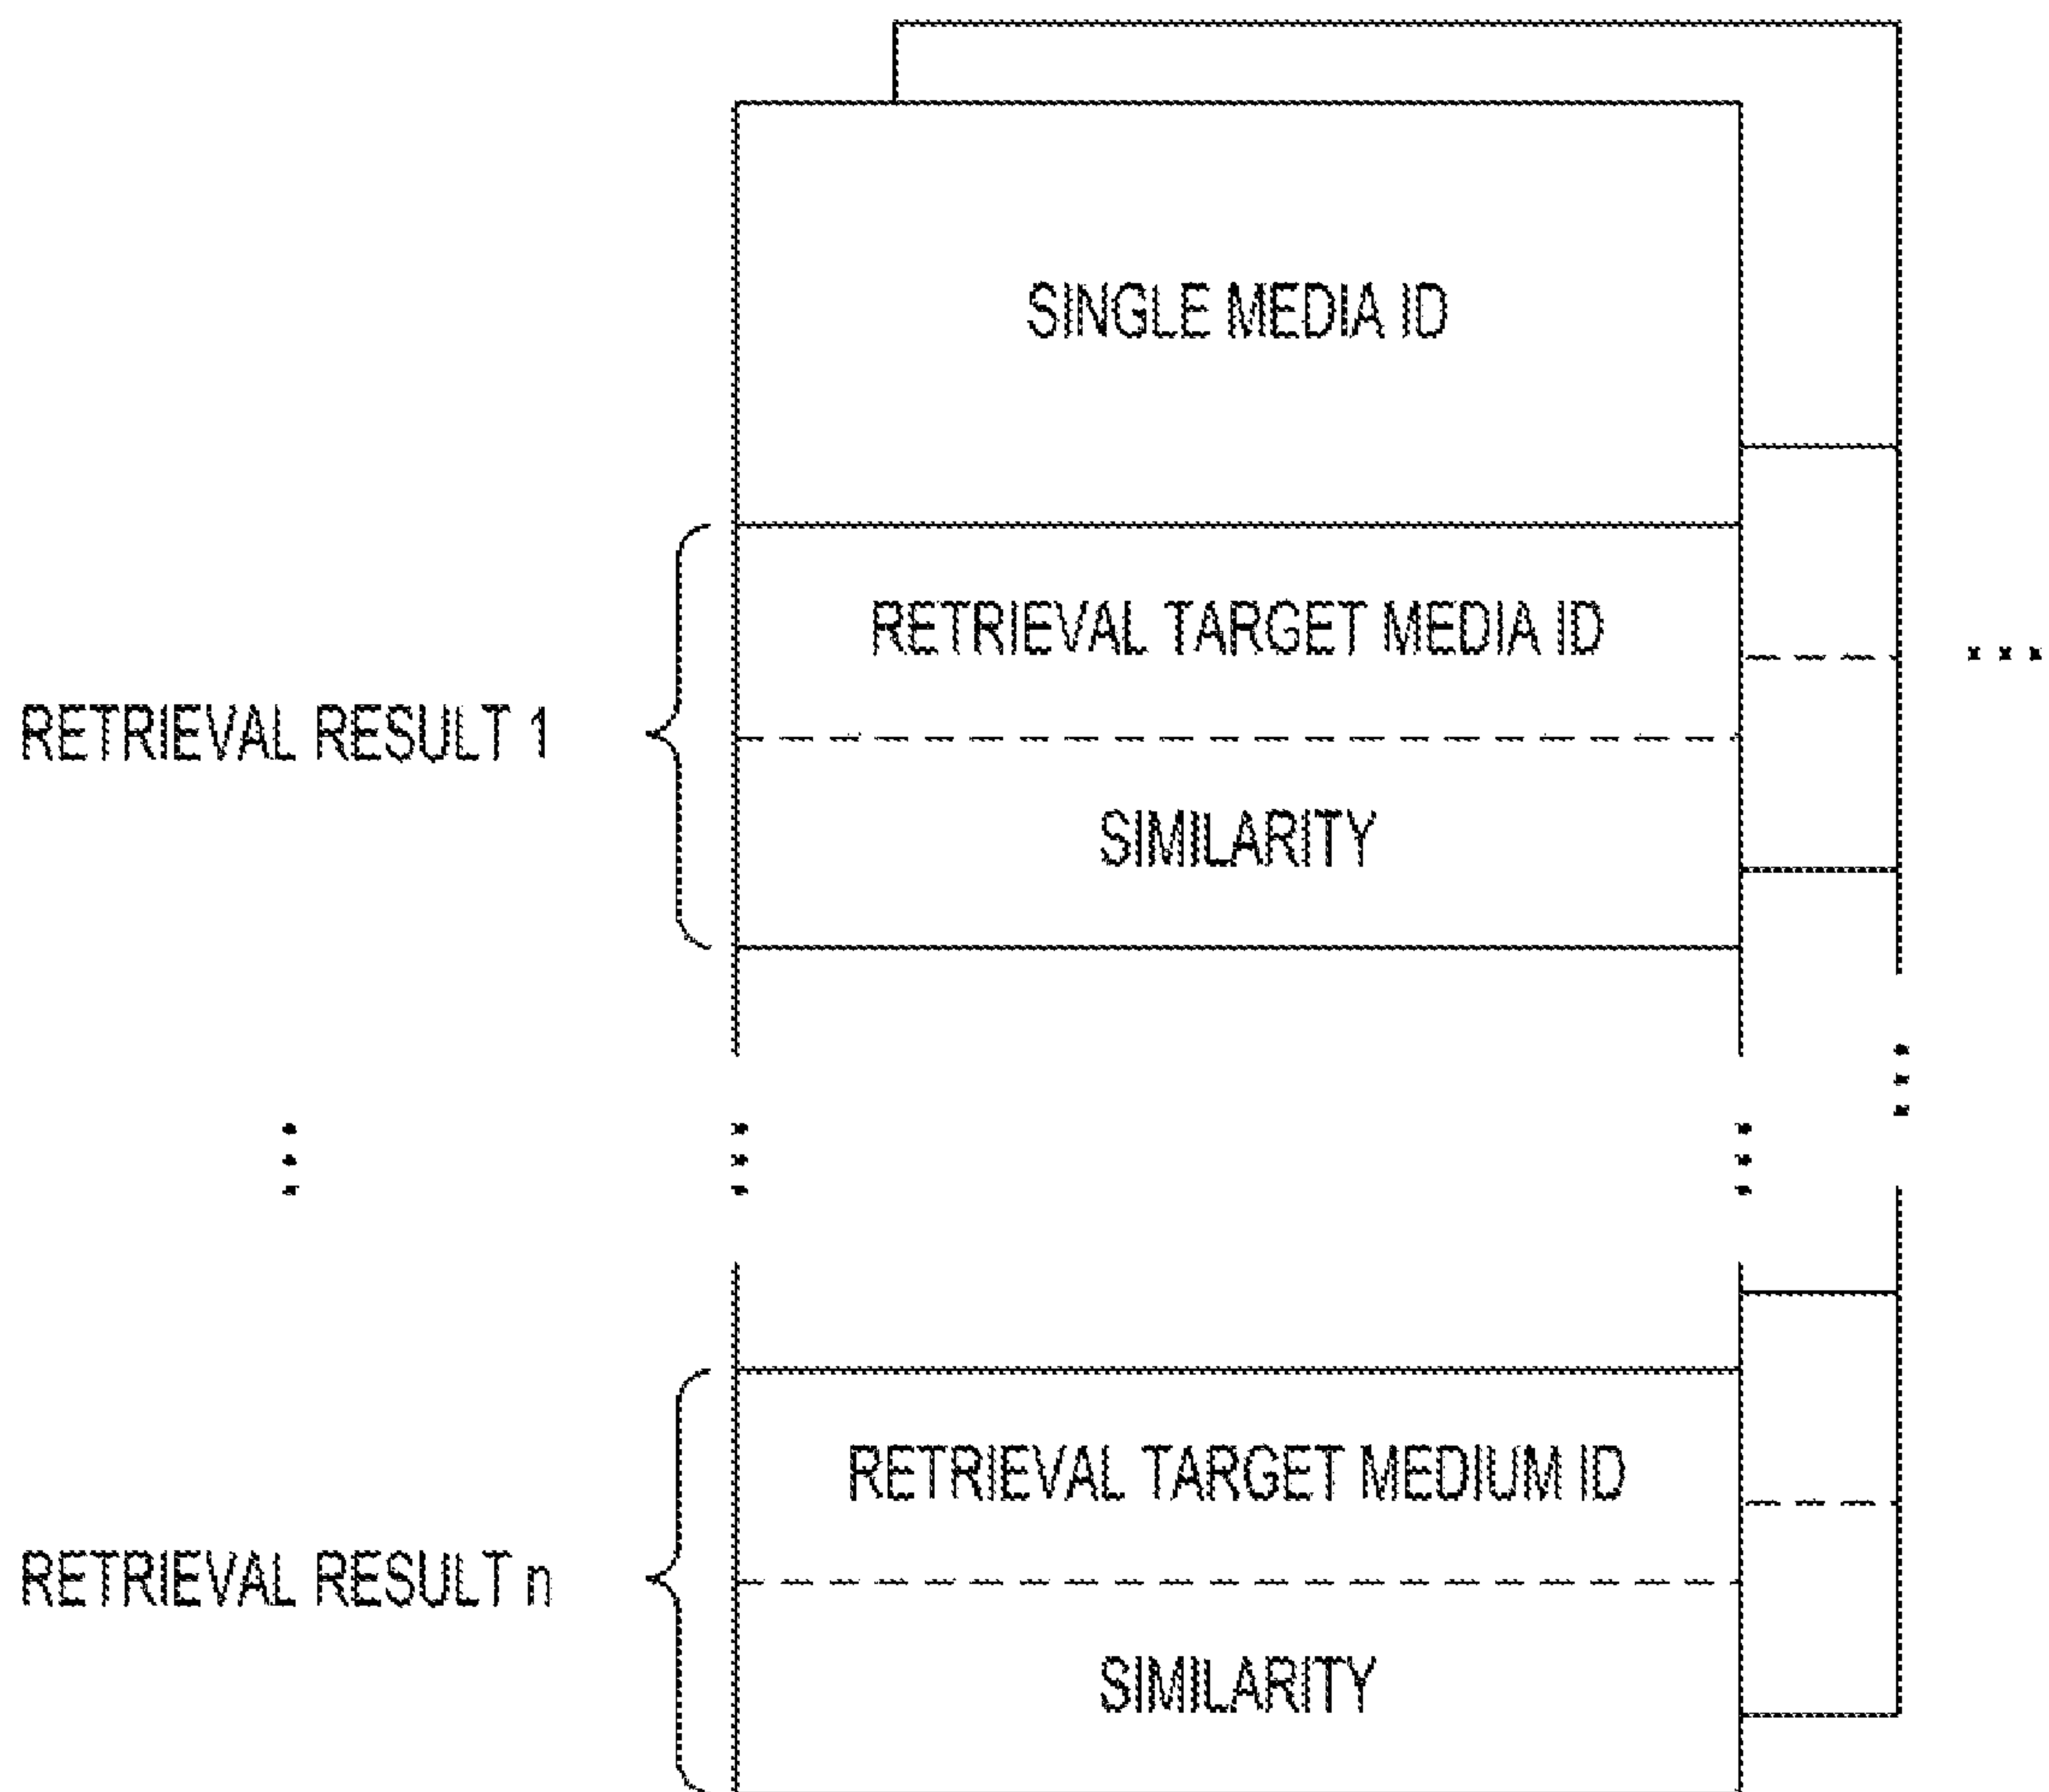 SINGLE MEDIA ID
RETRIEVAL TARGET MEDIA ID
RETRIEVAL RESULT 1
SIMILARITY
RETRIEVAL TARGET MEDIUM ID
RETRIEVAL RESULT n
SIMILARITY